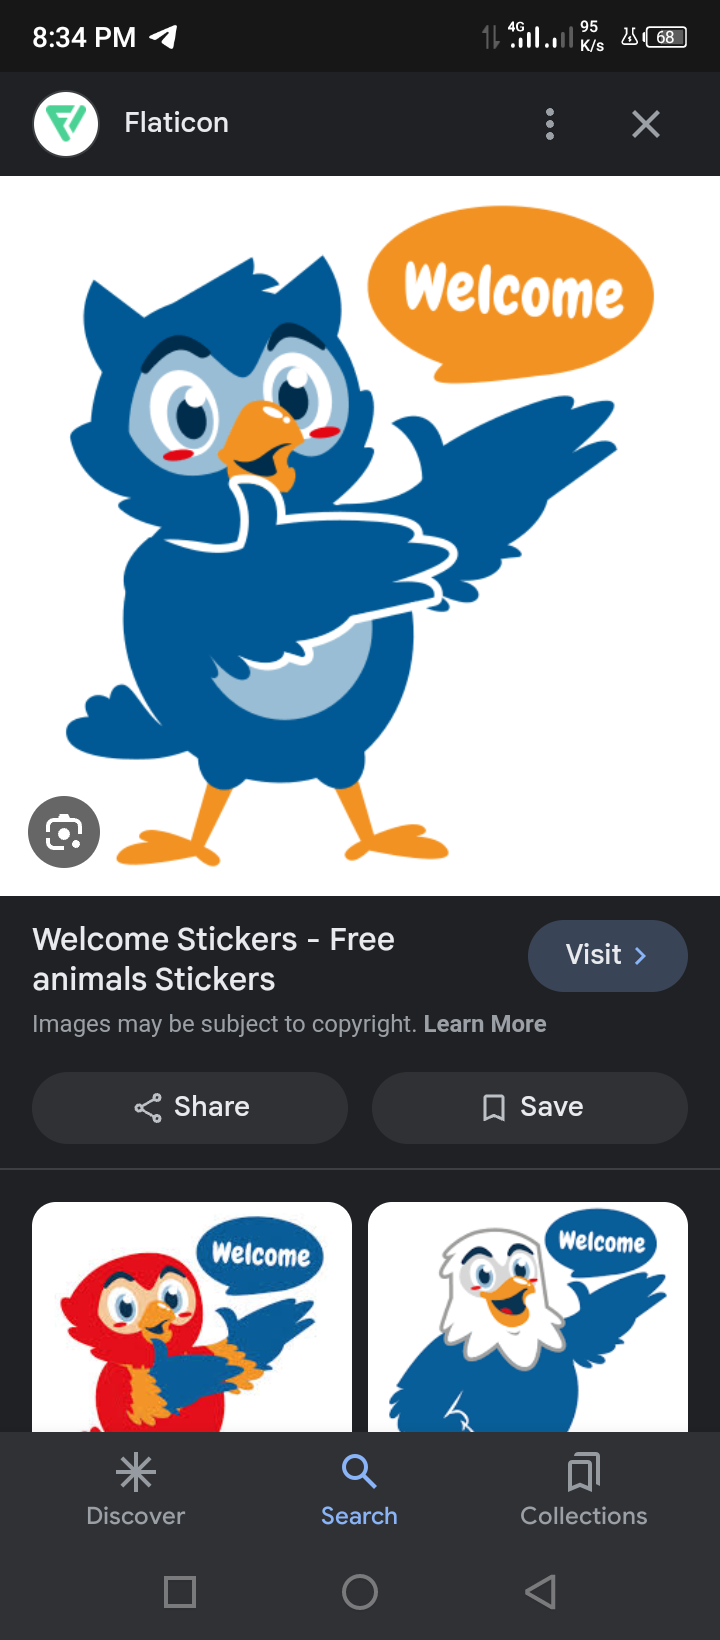 8:34 PM
4G
95
K/s
68
Flaticon
Welcome
Welcome Stickers - Free
animals Stickers
Visit
Images may be subject to copyright. Learn More
Share
Save
Welcome
Welcome
Discover
Search
Collections